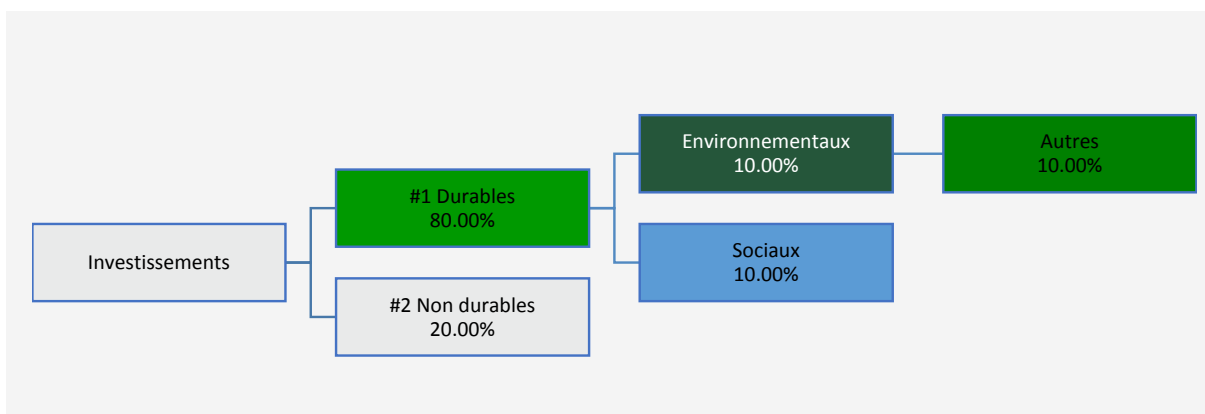 Investissements
#1 Durables
80.00%
#2 Non durables
20.00%
Environnementaux
10.00%
Sociaux
10.00%
Autres
10.00%